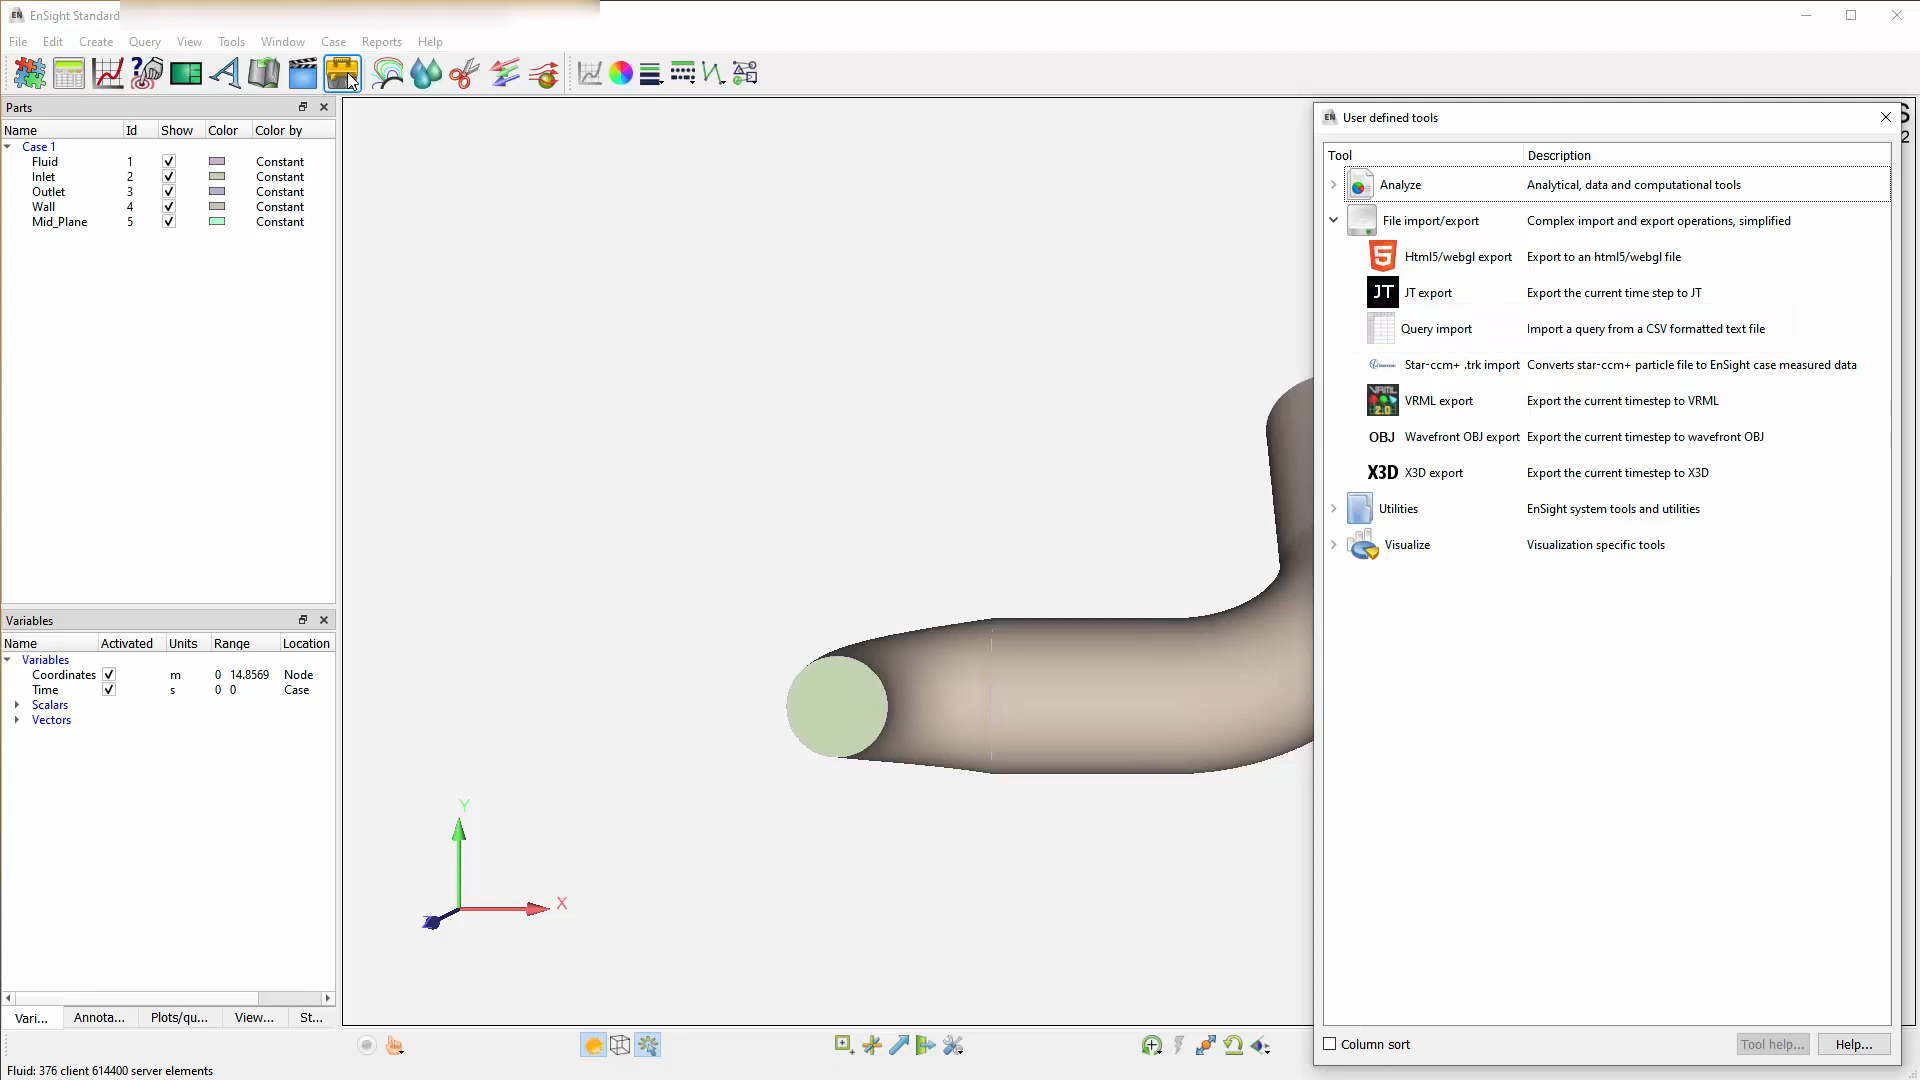 EN EnSight Standard
File Edit Create Query View Tools Window Case Reports Help
Parts
Name Id Show Color Color by
Case 1
Fluid 1 Constant
Inlet 2 Constant
Outlet 3 Constant
Wall 4 Constant
Mid_Plane 5 Constant
Variables
Name Activated Units Range Location
Variables
Coordinates m 0 14.8569 Node
Time s 0 0 Case
Scalars
Vectors
Vari... Annota... Plots/qu... View... St...
Fluid: 376 client 614400 server elements
Y
X
Z
EN User defined tools
Tool Description
Analyze Analytical, data and computational tools
File import/export Complex import and export operations, simplified
5 Html5/webgl export Export to an html5/webgl file
JT JT export Export the current time step to JT
Query import Import a query from a CSV formatted text file
Star-ccm+ .trk import Converts star-ccm+ particle file to EnSight case measured data
VRML 2.0 VRML export Export the current timestep to VRML
OBJ Wavefront OBJ export Export the current timestep to wavefront OBJ
X3D X3D export Export the current timestep to X3D
Utilities EnSight system tools and utilities
Visualize Visualization specific tools
Column sort Tool help... Help...
S
2